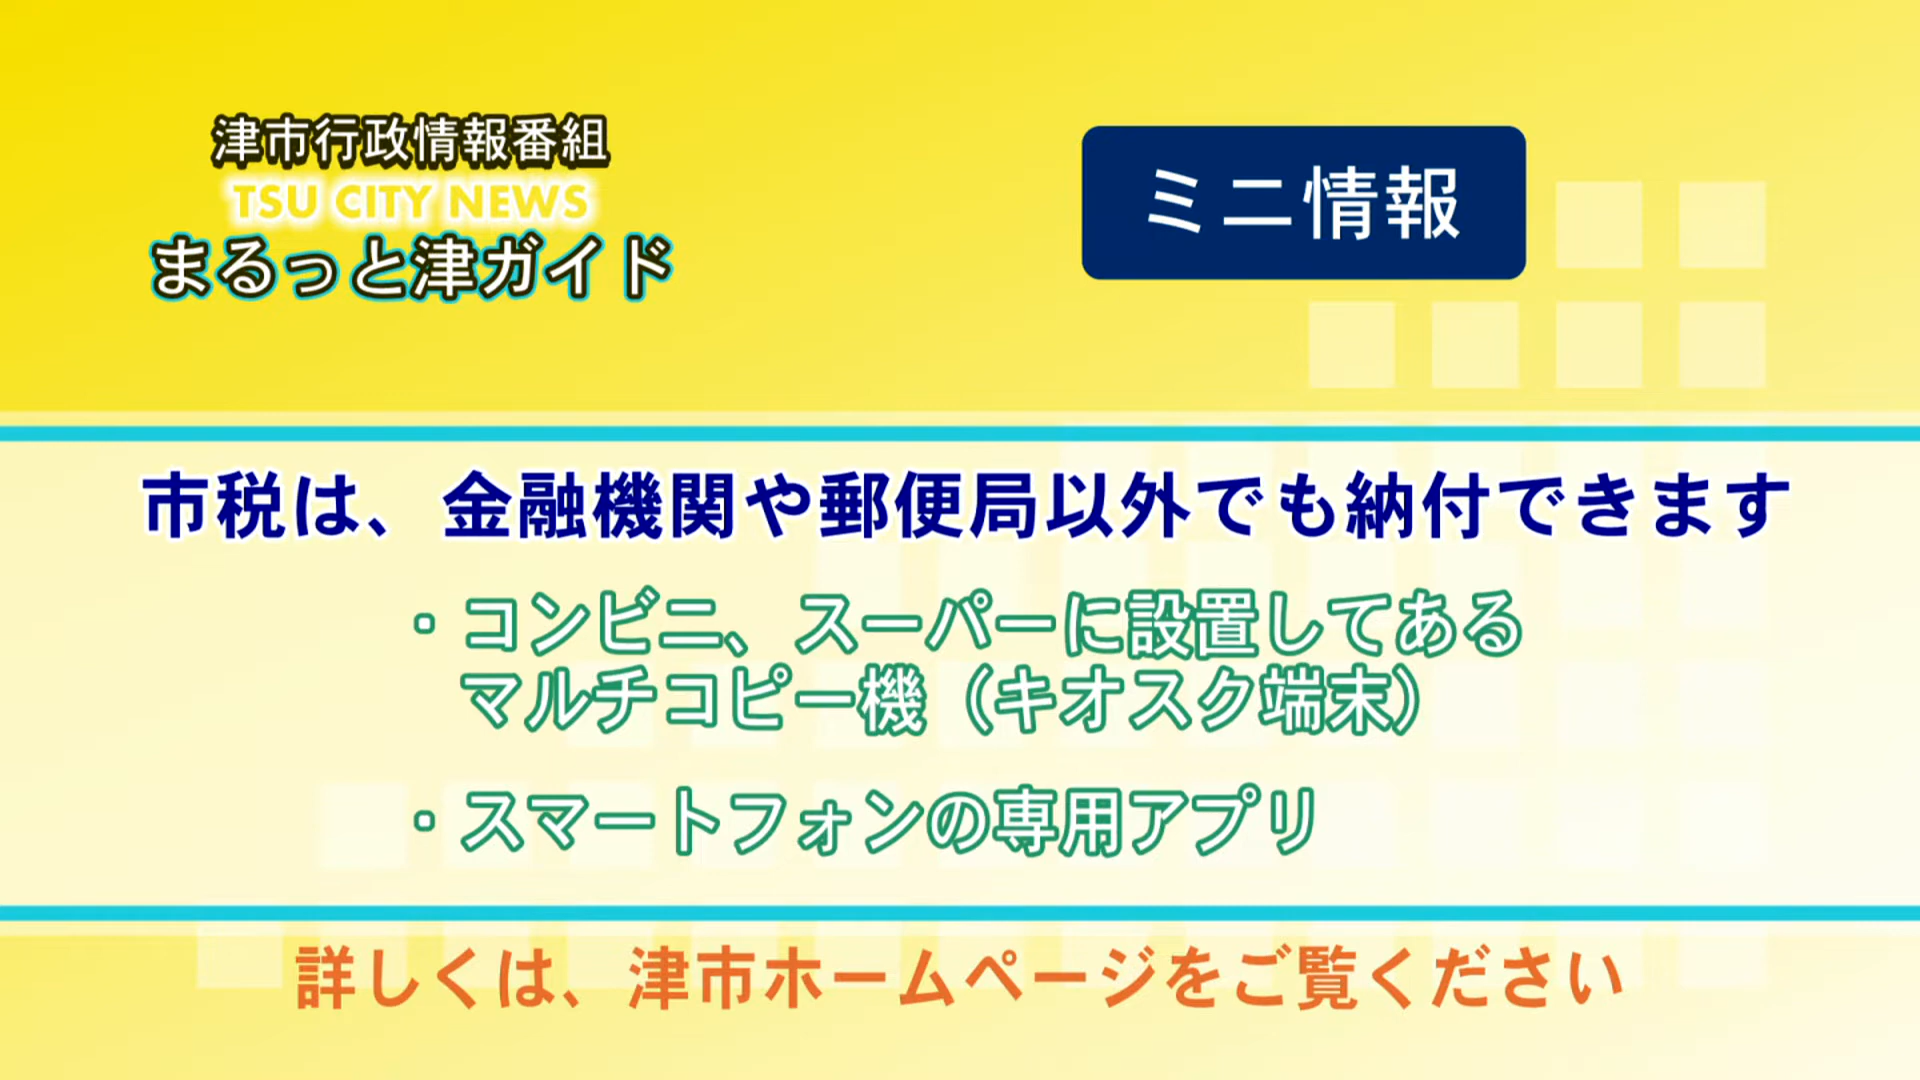 津市行政情報番組
TSU CITY NEWS
まるっと津ガイド
ミニ情報
市税は、金融機関や郵便局以外でも納付できます
・コンビニ、スーパーに設置してある
マルチコピー機（キオスク端末）
・スマートフォンの専用アプリ
詳しくは、津市ホームページをご覧ください